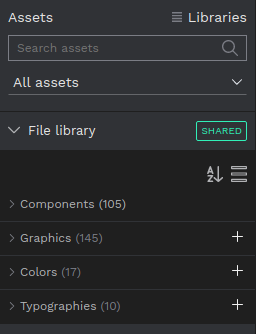 Assets
Libraries
Search assets
All assets
File library
SHARED
Components (105)
Graphics (145)
Colors (17)
Typographies (10)